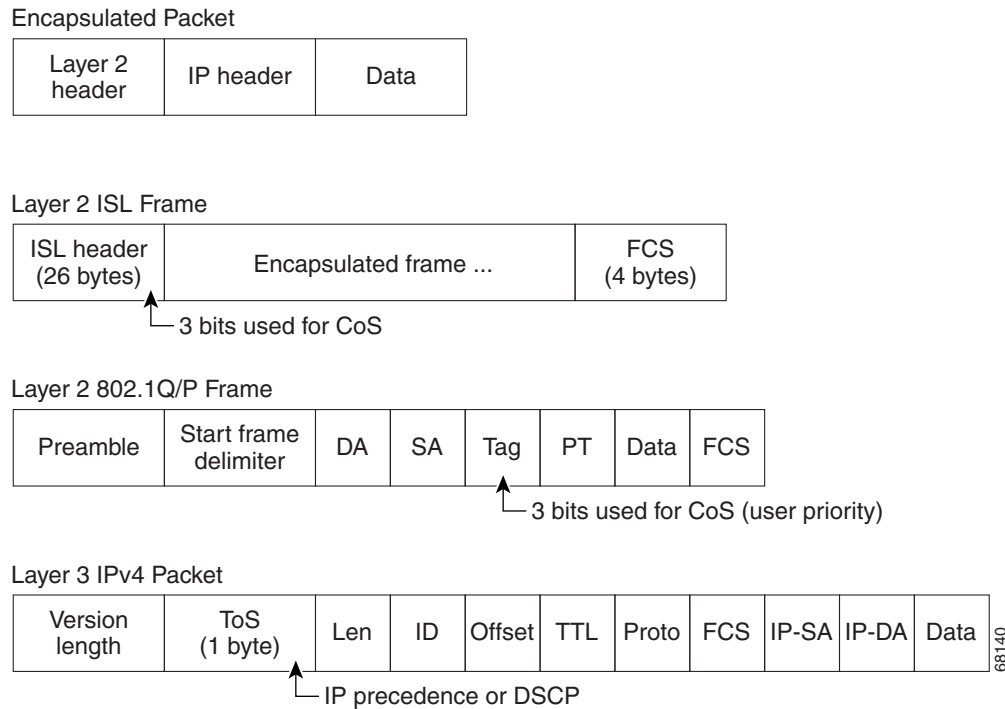 Encapsulated Packet
Layer 2
header
IP header
Data
Layer 2 ISL Frame
ISL header
(26 bytes)
Encapsulated frame ...
FCS
(4 bytes)
3 bits used for CoS
Layer 2 802.1Q/P Frame
Preamble
Start frame
delimiter
DA
SA
Tag
PT
Data
FCS
3 bits used for CoS (user priority)
Layer 3 IPv4 Packet
Version
length
ToS
(1 byte)
Len
ID
Offset
TTL
Proto
FCS
IP-SA
IP-DA
Data
68140
IP precedence or DSCP